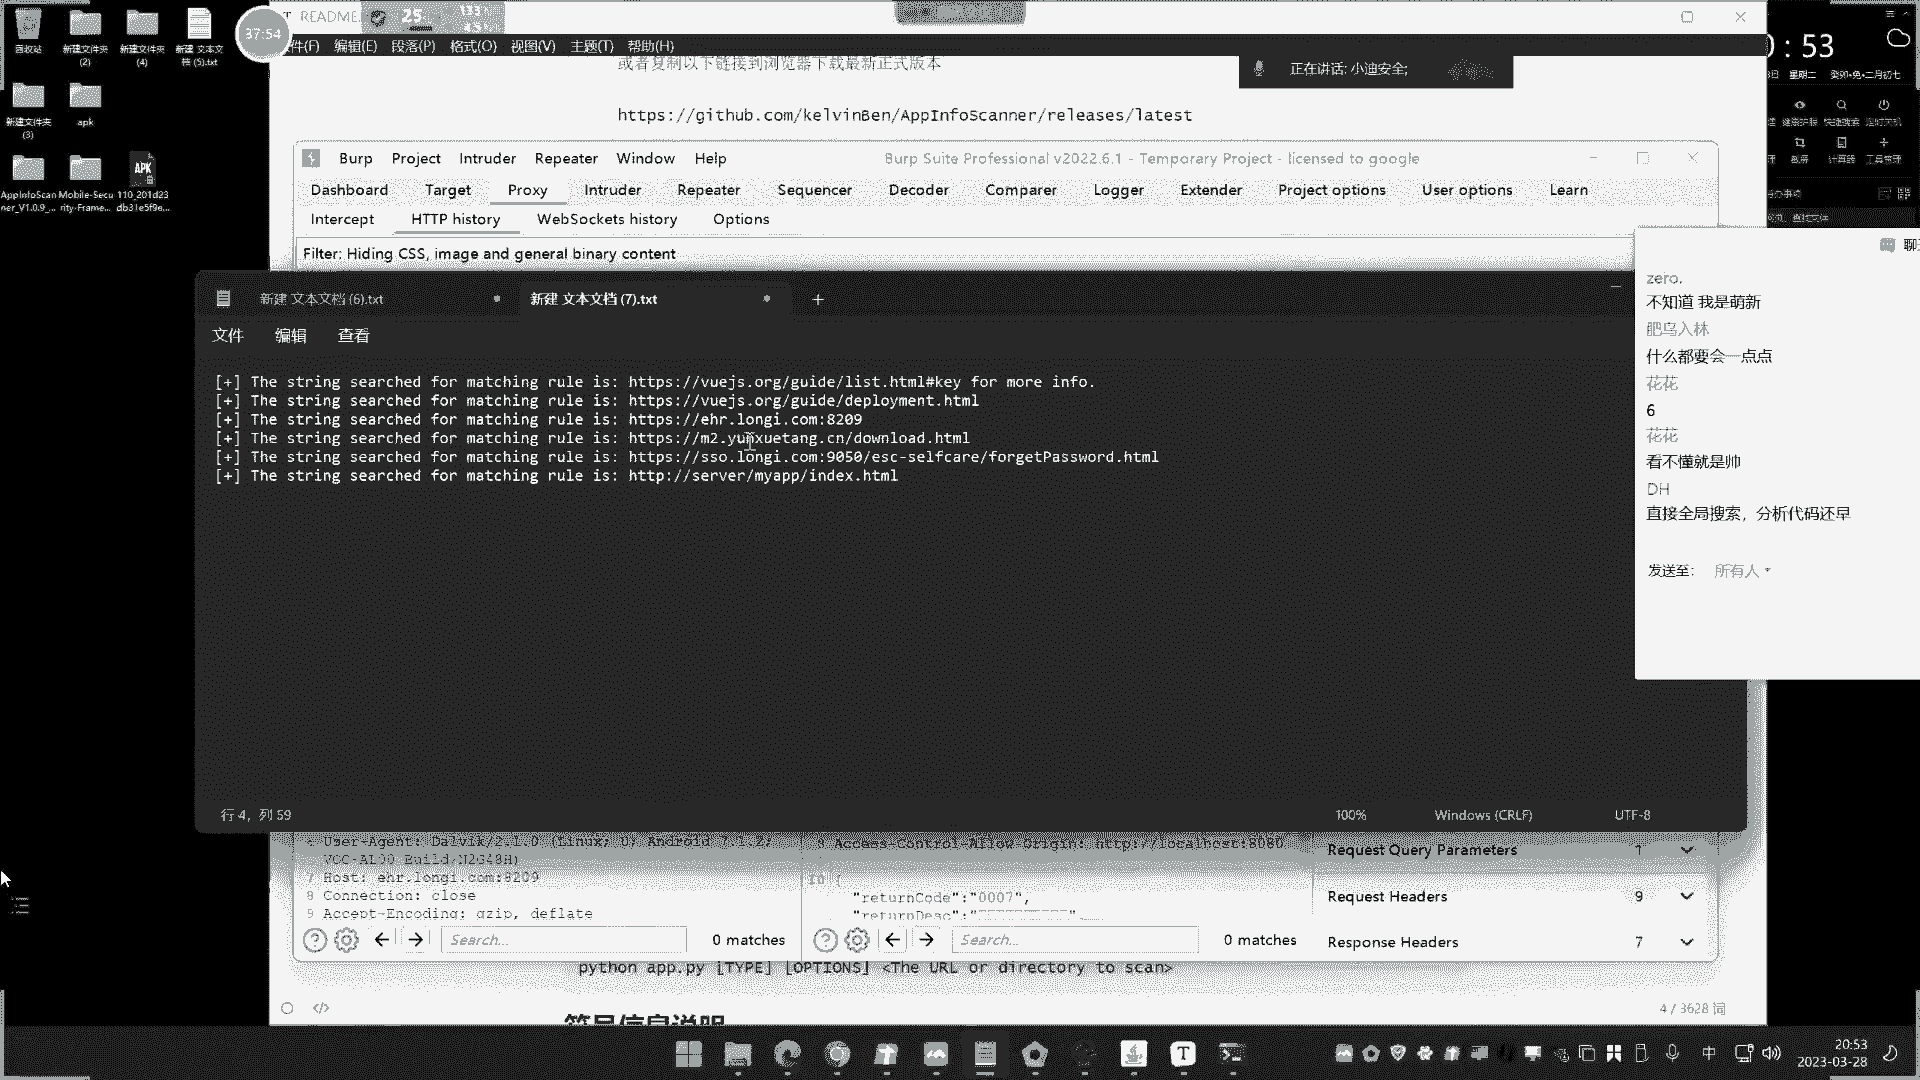 回收站
新建文件夹 (2)
新建文件夹 (4)
新建 文本文档 (5).txt
新建文件夹 (3)
apk
AppInfoScanner_V1.0.9_...
Mobile-Security-Frame...
110_201d23db31e5f9e...
37:54
README.
25
件(F) 编辑(E) 段落(P) 格式(O) 视图(V) 主题(T) 帮助(H)
或者复制以下链接到浏览器下载最新正式版本
正在讲话: 小迪安全;
https://github.com/kelvinBen/AppInfoScanner/releases/latest
:53
星期二 癸卯•兔•二月初七
Burp Project Intruder Repeater Window Help
Burp Suite Professional v2022.6.1 - Temporary Project - licensed to google
Dashboard Target Proxy Intruder Repeater Sequencer Decoder Comparer Logger Extender Project options User options Learn
Intercept HTTP history WebSockets history Options
Filter: Hiding CSS, image and general binary content
新建 文本文档 (6).txt
新建 文本文档 (7).txt
文件 编辑 查看
[+] The string searched for matching rule is: https://vuejs.org/guide/list.html#key for more info.
[+] The string searched for matching rule is: https://vuejs.org/guide/deployment.html
[+] The string searched for matching rule is: https://ehr.longi.com:8209
[+] The string searched for matching rule is: https://m2.yunxuetang.cn/download.html
[+] The string searched for matching rule is: https://sso.longi.com:9050/esc-selfcare/forgetPassword.html
[+] The string searched for matching rule is: http://server/myapp/index.html
行 4，列 59
100%
Windows (CRLF)
UTF-8
zero.
不知道 我是萌新
肥鸟入林
什么都要会一点点
花花
6
花花
看不懂就是帅
DH
直接全局搜索，分析代码还早
发送至: 所有人
User-Agent: Dalvik/2.1.0 (Linux; U; Android 7.1.2;
VOG-AL00 Build/N2G48H)
7 Host: ehr.longi.com:8209
8 Connection: close
9 Accept-Encoding: gzip, deflate
Access-Control-Allow-Origin: http://localhost:8080
10 {
"returnCode":"0007",
"returnDesc":"
Request Query Parameters 1
Request Headers 9
Response Headers 7
Search... 0 matches
Search... 0 matches
python app.py [TYPE] [OPTIONS] <The URL or directory to scan>
4 / 3628 词
中
20:53
2023-03-28